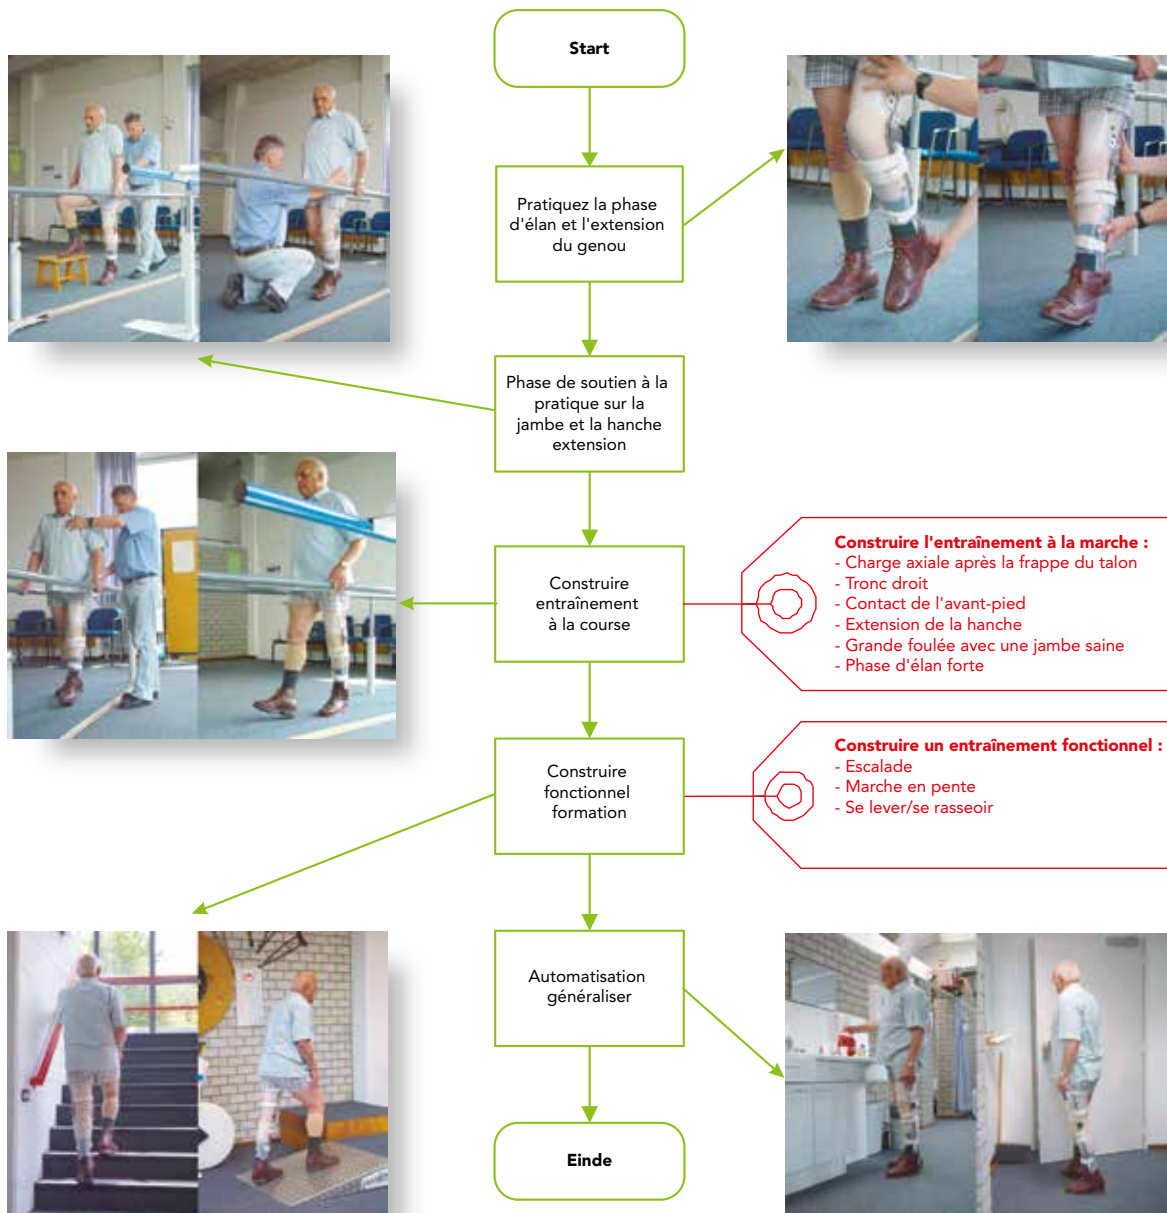 Start
Pratiquez la phase
d'élan et l'extension
du genou
Phase de soutien à la
pratique sur la
jambe et la hanche
extension
Construire
entraînement
à la course
Construire l'entraînement à la marche :
- Charge axiale après la frappe du talon
- Tronc droit
- Contact de l'avant-pied
- Extension de la hanche
- Grande foulée avec une jambe saine
- Phase d'élan forte
Construire
fonctionnel
formation
Construire un entraînement fonctionnel :
- Escalade
- Marche en pente
- Se lever/se rasseoir
Automatisation
généraliser
Einde